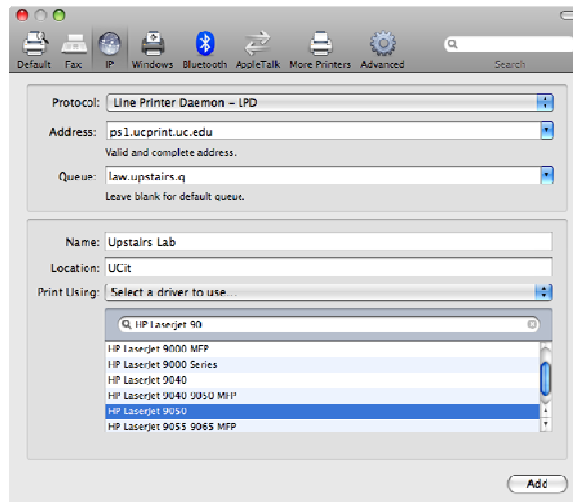 Default Fax IP Windows Bluetooth AppleTalk More Printers Advanced Search
Protocol: Line Printer Daemon – LPD
Address: ps1.ucprint.uc.edu
Valid and complete address.
Queue: law.upstairs.q
Leave blank for default queue.
Name: Upstairs Lab
Location: UCit
Print Using: Select a driver to use...
HP Laserjet 90
HP LaserJet 9000 MFP
HP LaserJet 9000 Series
HP LaserJet 9040
HP LaserJet 9040 9050 MFP
HP LaserJet 9050
HP LaserJet 9055 9065 MFP
Add